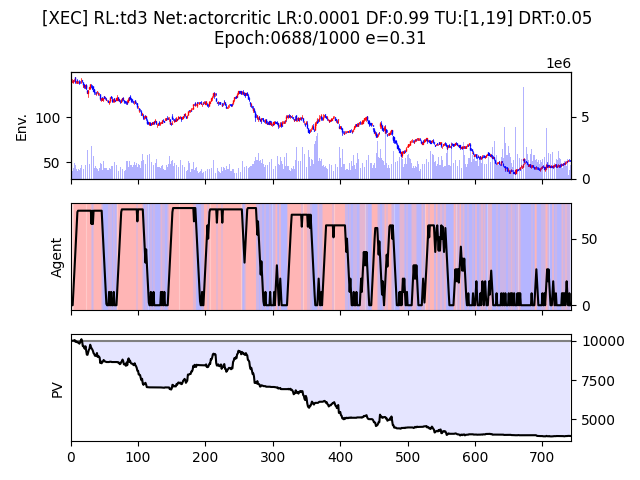 [XEC] RL:td3 Net:actorcritic LR:0.0001 DF:0.99 TU:[1,19] DRT:0.05
Epoch:0688/1000 e=0.31
1e6
Env.
100
50
5
0
Agent
50
0
PV
10000
7500
5000
0 100 200 300 400 500 600 700